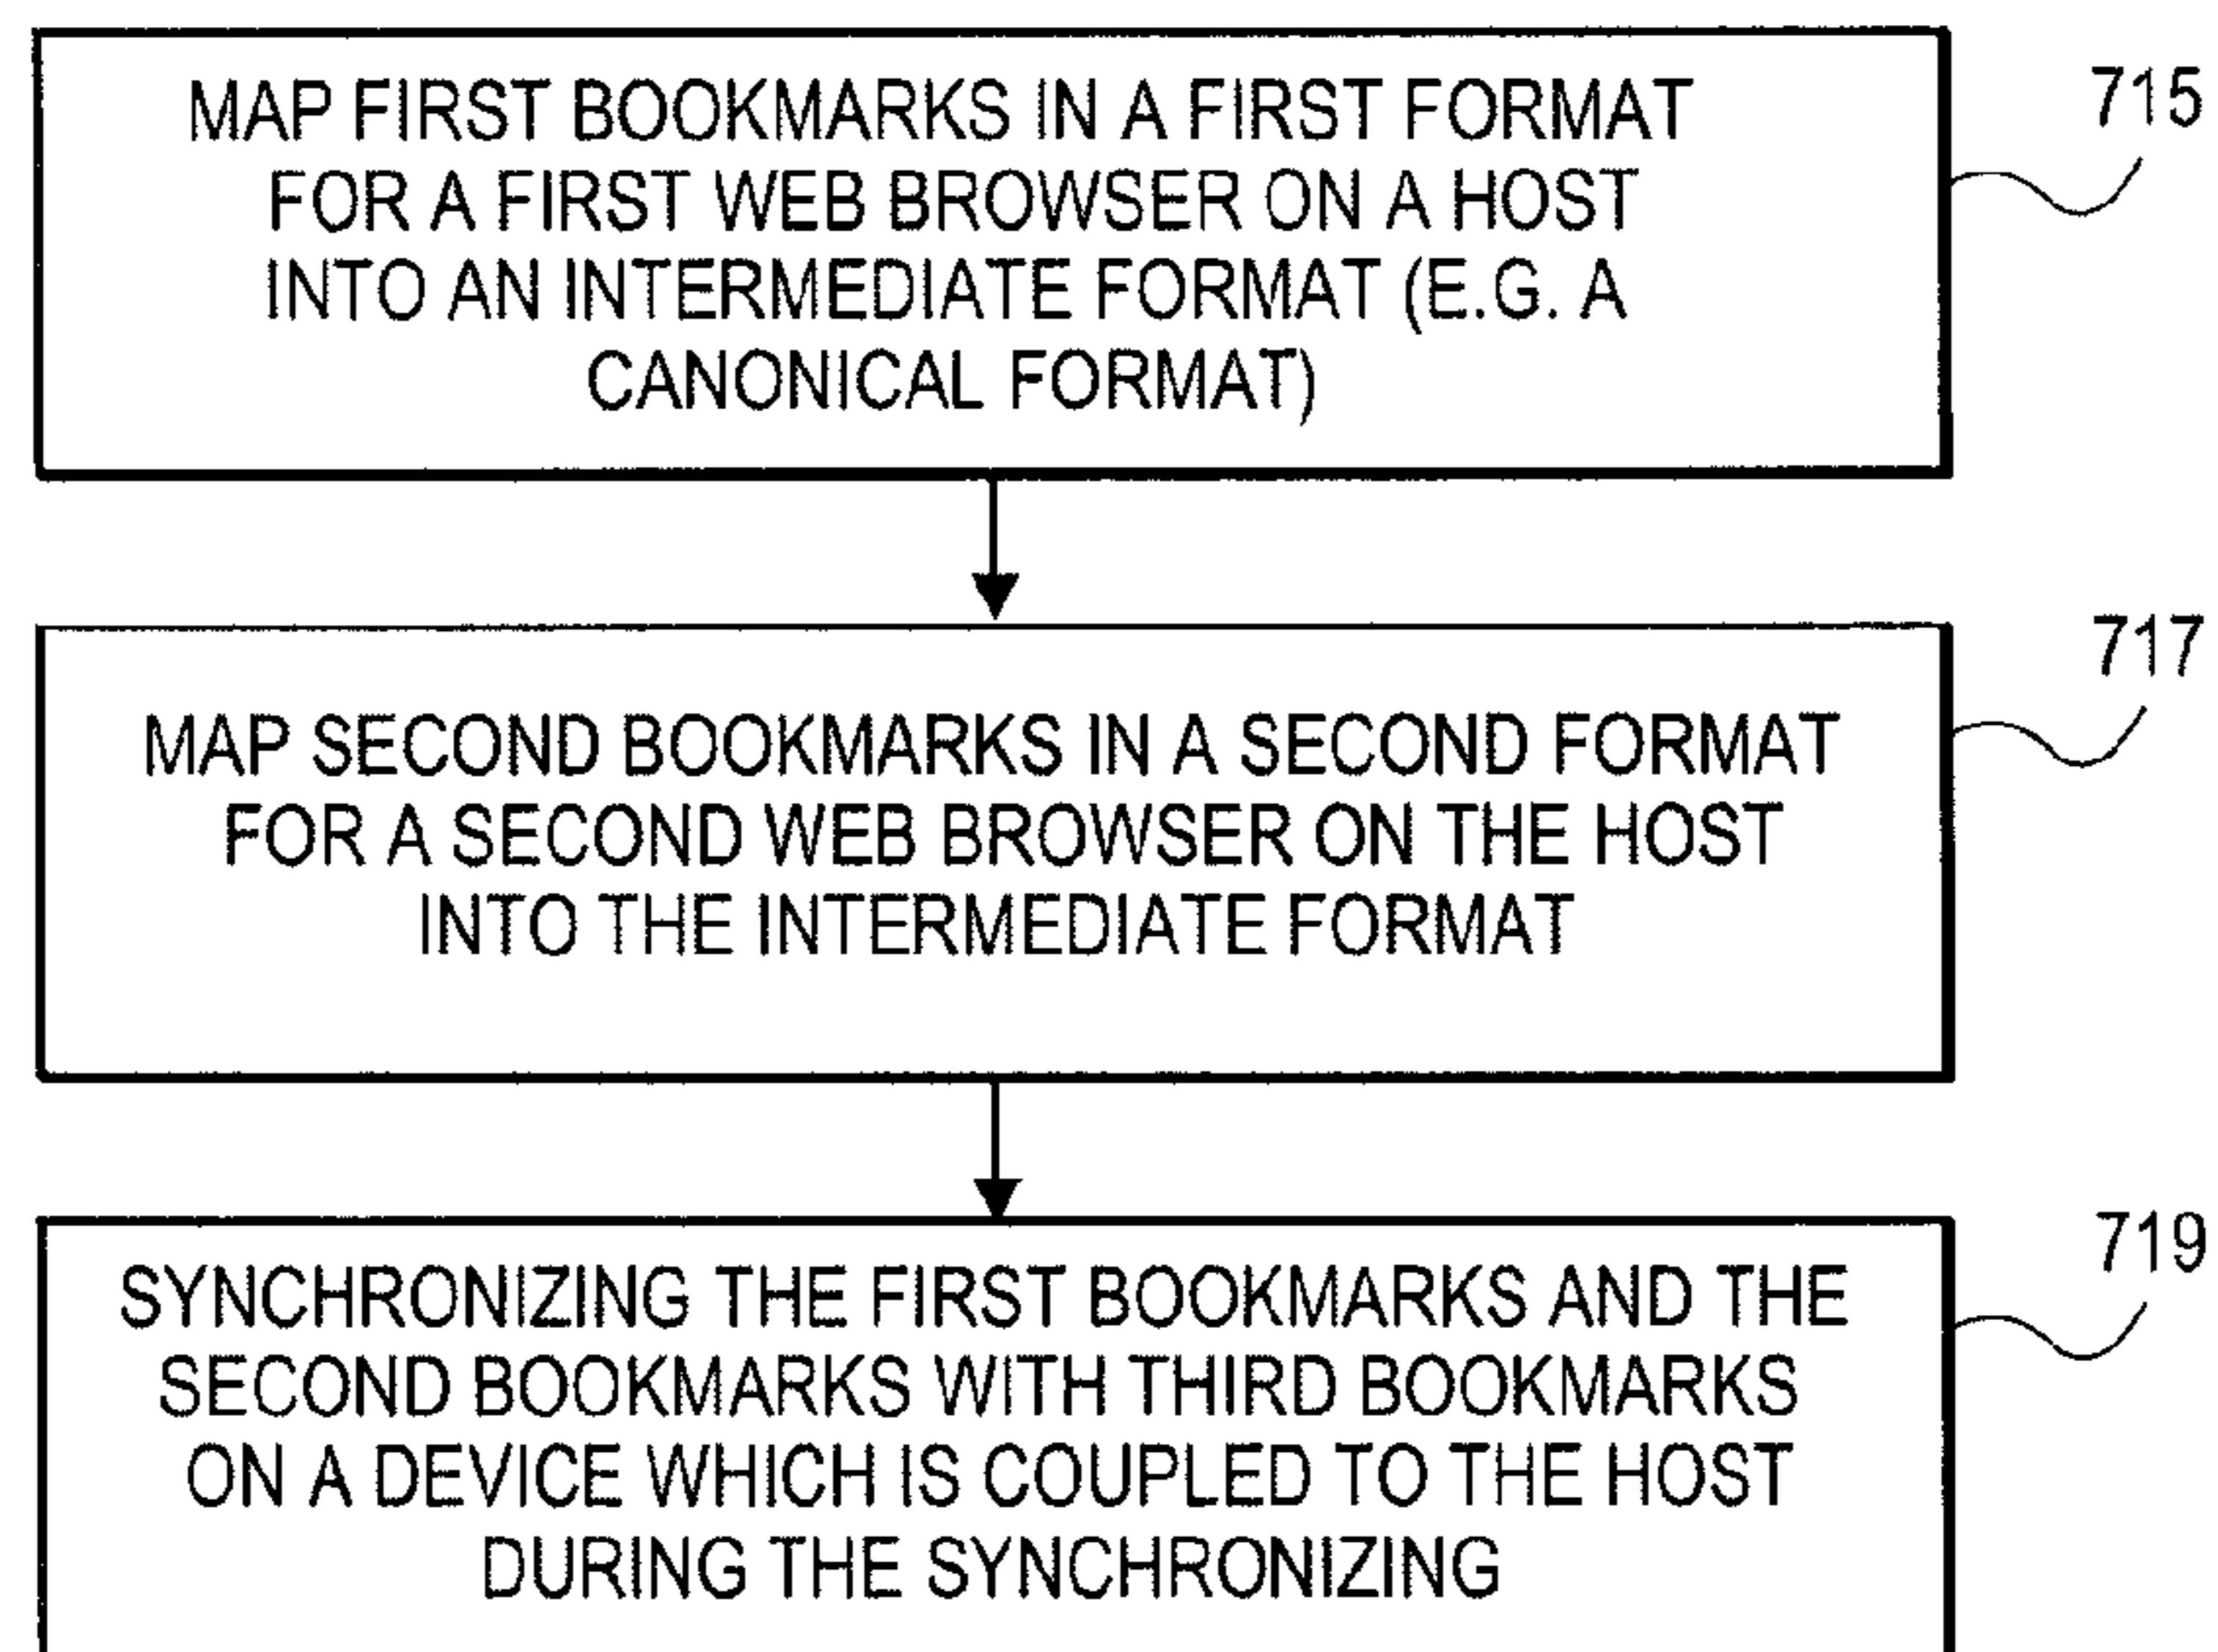 MAP FIRST BOOKMARKS IN A FIRST FORMAT
FOR A FIRST WEB BROWSER ON A HOST
INTO AN INTERMEDIATE FORMAT (E.G. A
CANONICAL FORMAT)
715
MAP SECOND BOOKMARKS IN A SECOND FORMAT
FOR A SECOND WEB BROWSER ON THE HOST
INTO THE INTERMEDIATE FORMAT
717
SYNCHRONIZING THE FIRST BOOKMARKS AND THE
SECOND BOOKMARKS WITH THIRD BOOKMARKS
ON A DEVICE WHICH IS COUPLED TO THE HOST
DURING THE SYNCHRONIZING
719